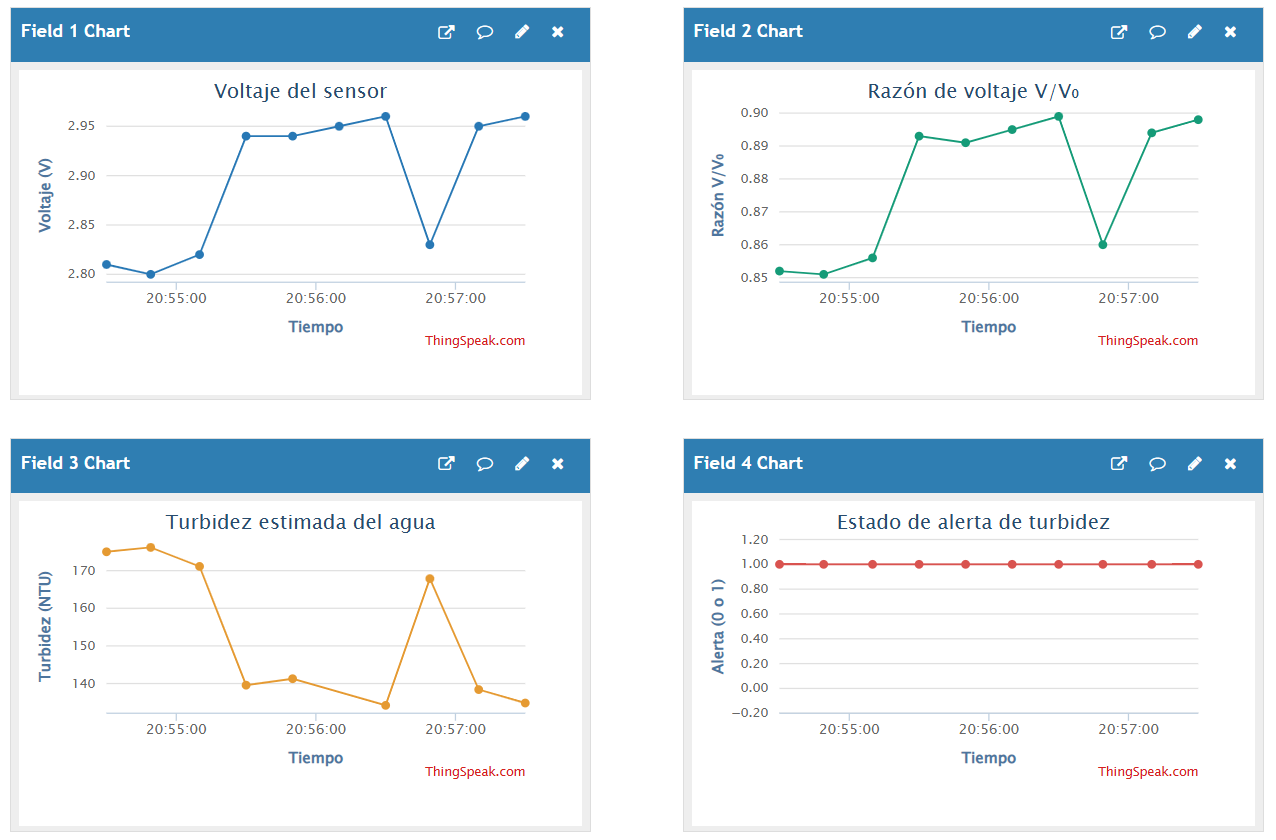 Field 1 Chart
Voltaje del sensor
Voltaje (V)
2.95
2.90
2.85
2.80
20:55:00 20:56:00 20:57:00
Tiempo
ThingSpeak.com
Field 2 Chart
Razón de voltaje V/V₀
Razón V/V₀
0.90
0.89
0.88
0.87
0.86
0.85
20:55:00 20:56:00 20:57:00
Tiempo
ThingSpeak.com
Field 3 Chart
Turbidez estimada del agua
Turbidez (NTU)
170
160
150
140
20:55:00 20:56:00 20:57:00
Tiempo
ThingSpeak.com
Field 4 Chart
Estado de alerta de turbidez
Alerta (0 o 1)
1.20
1.00
0.80
0.60
0.40
0.20
0.00
−0.20
20:55:00 20:56:00 20:57:00
Tiempo
ThingSpeak.com